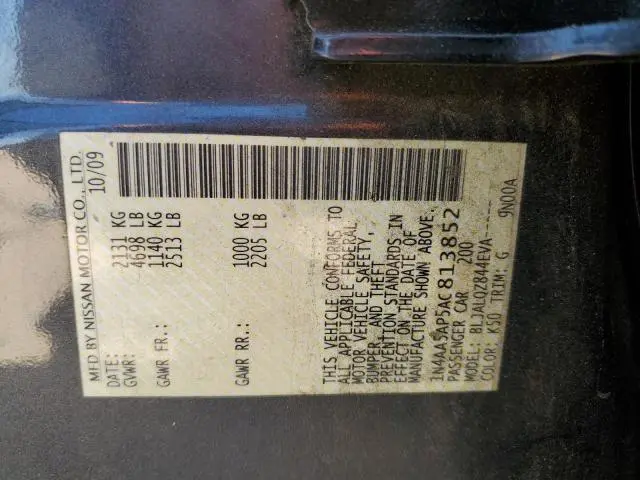 MFD BY NISSAN MOTOR CO., LTD.
DATE: 10/09
GVWR: 2131 KG
4698 LB
GAWR FR.: 1140 KG
2513 LB
GAWR RR.: 1000 KG
2205 LB
THIS VEHICLE CONFORMS TO
ALL APPLICABLE FEDERAL
MOTOR VEHICLE SAFETY,
BUMPER, AND THEFT
PREVENTION STANDARDS IN
EFFECT ON THE DATE OF
MANUFACTURE SHOWN ABOVE.
1N4AA5AP5AC813852
PASSENGER CAR 200
MODEL: BLJALQ2844EVA-----
COLOR: K50 TRIM: G 9N00A